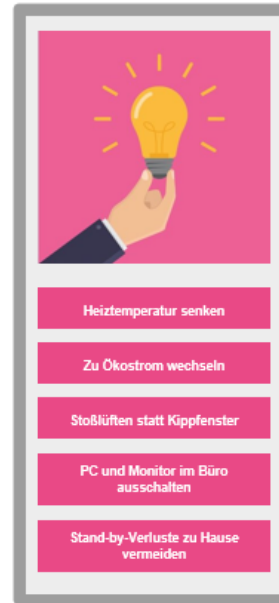 Heiztemperatur senken
Zu Ökostrom wechseln
Stoßlüften statt Kippfenster
PC und Monitor im Büro
ausschalten
Stand-by-Verluste zu Hause
vermeiden